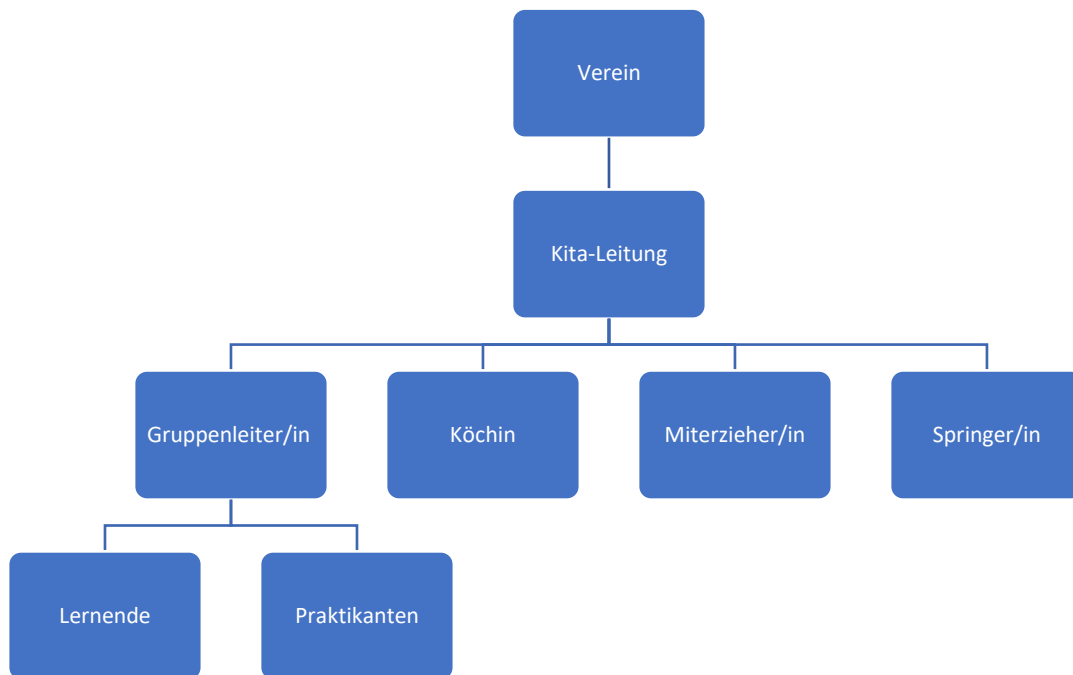 Verein
Kita-Leitung
Gruppenleiter/in
Köchin
Miterzieher/in
Springer/in
Lernende
Praktikanten